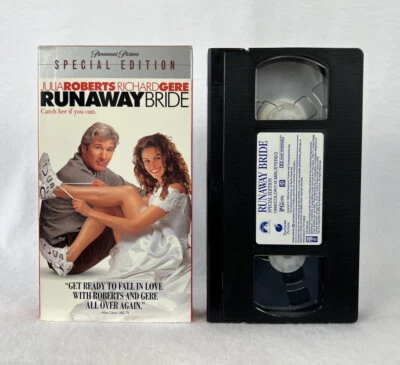 Paramount Pictures
SPECIAL EDITION
JULIA ROBERTS RICHARD GERE
RUNAWAY BRIDE
Catch her if you can.
"GET READY TO FALL IN LOVE
WITH ROBERTS AND GERE
ALL OVER AGAIN."
RUNAWAY BRIDE
SPECIAL EDITION